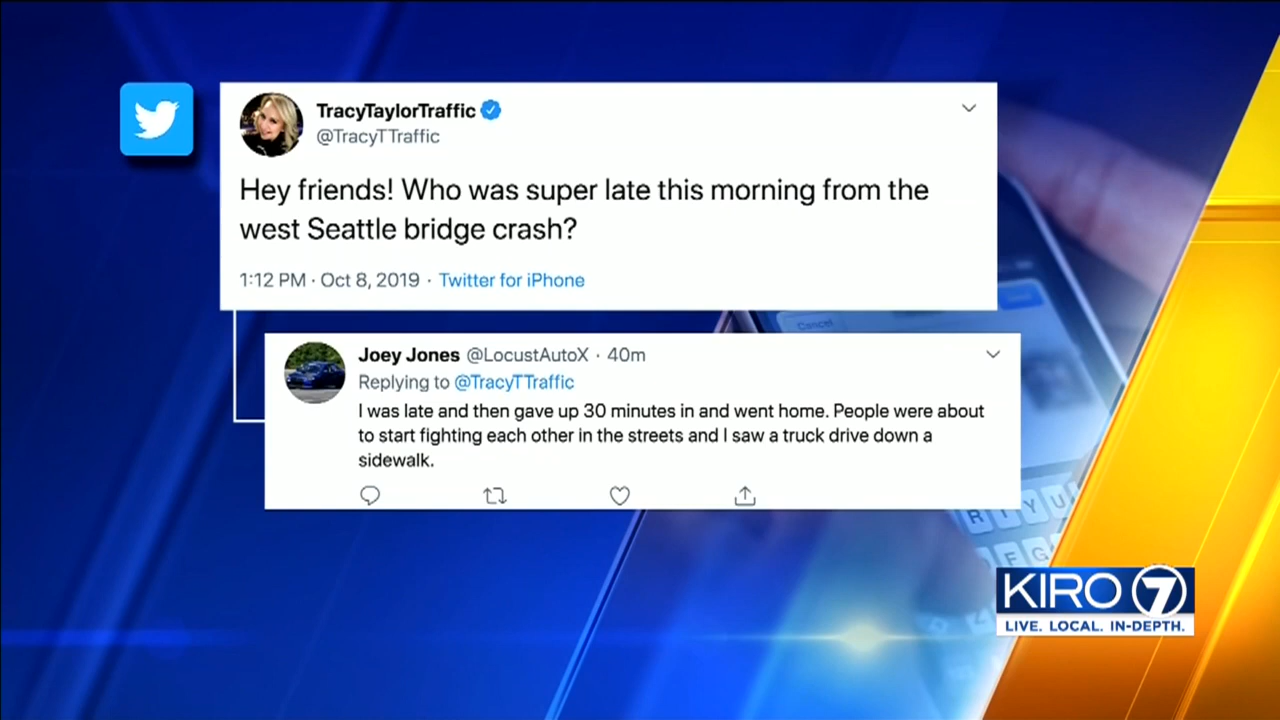 TracyTaylorTraffic
@TracyTTraffic
Hey friends! Who was super late this morning from the
west Seattle bridge crash?
1:12 PM · Oct 8, 2019 · Twitter for iPhone
Cancel
Joey Jones @LocustAutoX · 40m
Replying to @TracyTTraffic
I was late and then gave up 30 minutes in and went home. People were about
to start fighting each other in the streets and I saw a truck drive down a
sidewalk.
R T Y U
F G
KIRO 7
LIVE. LOCAL. IN-DEPTH.